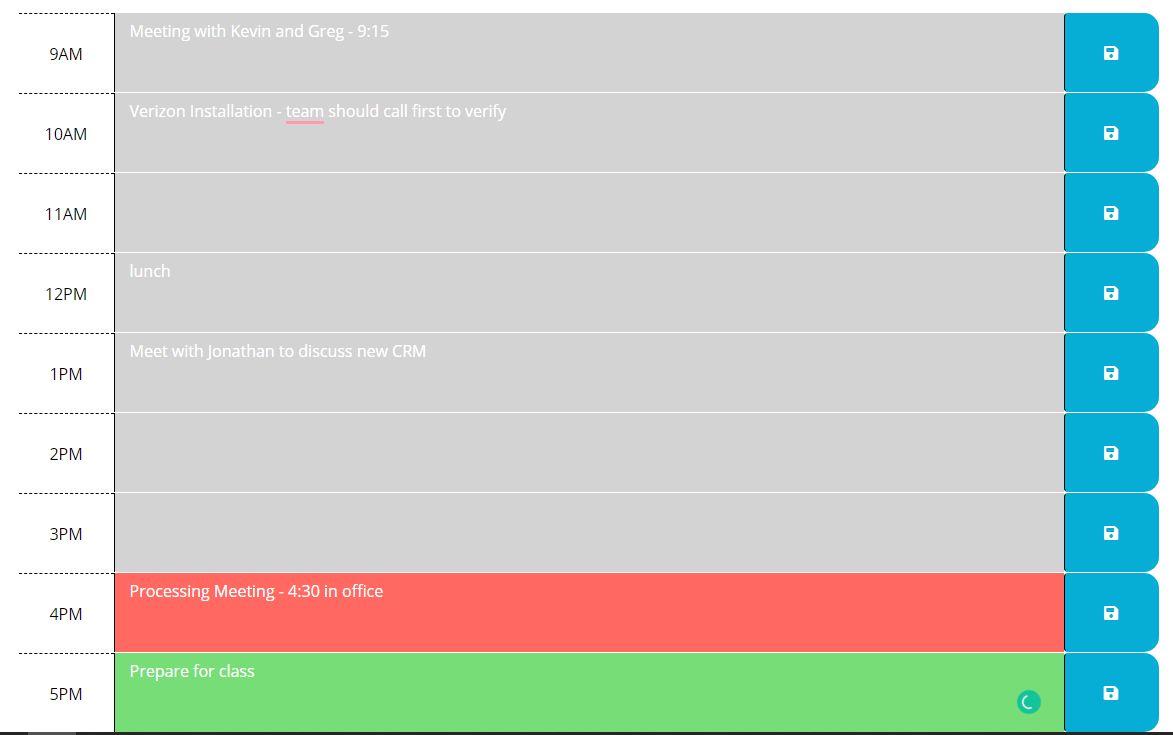 9AM Meeting with Kevin and Greg - 9:15
10AM Verizon Installation - team should call first to verify
11AM
12PM lunch
1PM Meet with Jonathan to discuss new CRM
2PM
3PM
4PM Processing Meeting - 4:30 in office
5PM Prepare for class